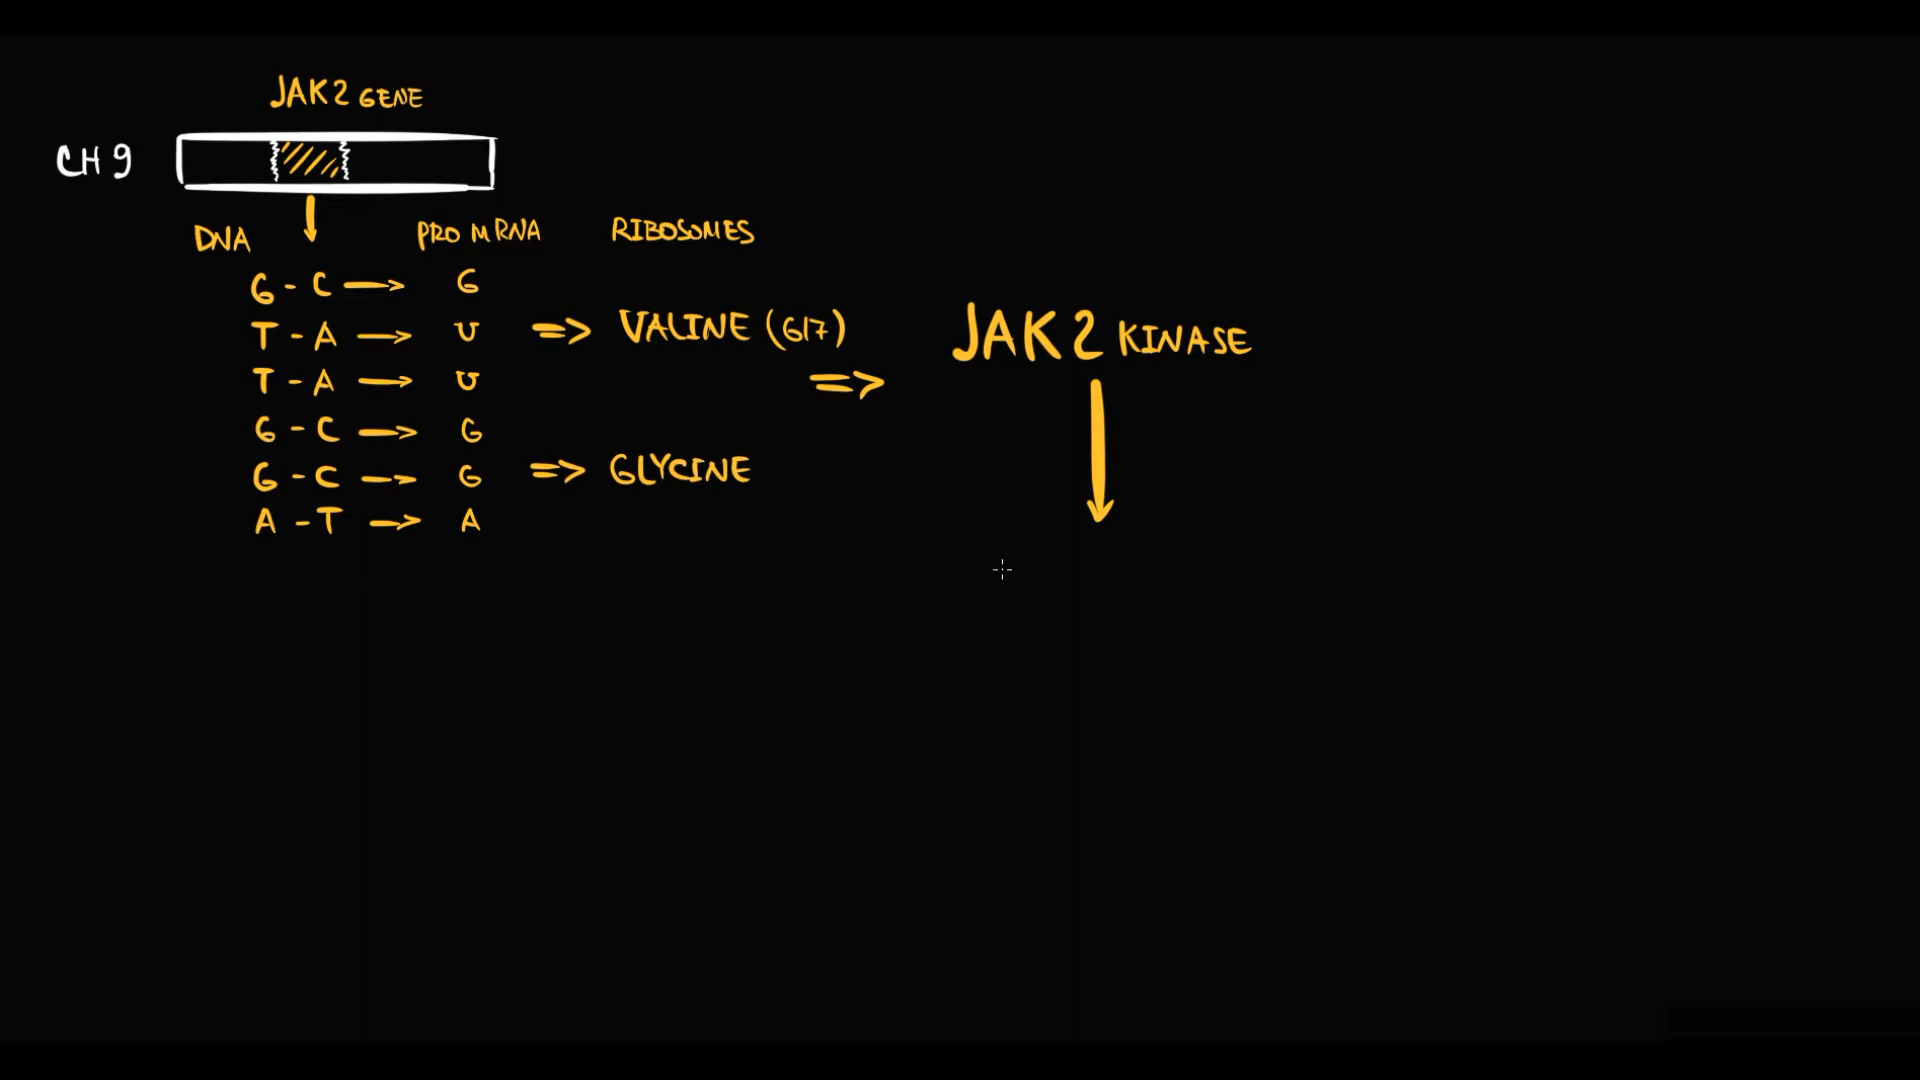 JAK2 GENE
CH 9
DNA PRO MRNA RIBOSOMES
G - C → G
T - A → U => VALINE (617)
T - A → U
=> JAK2 KINASE
G - C → G
G - C → G => GLYCINE
A - T → A